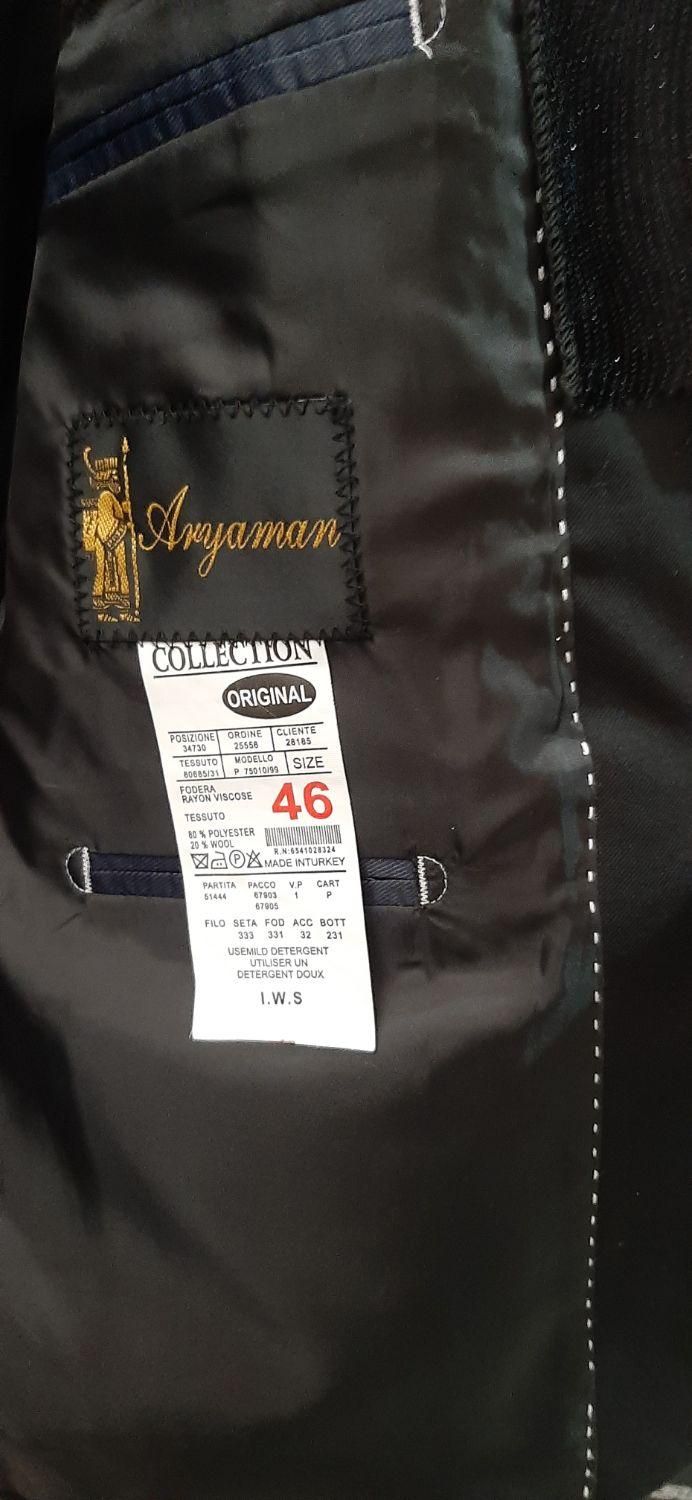 Aryaman
COLLECTION
ORIGINAL
POSIZIONE ORDINE CLIENTE
34730 25556 28185
TESSUTO MODELLO SIZE
80685/31 P 75010/99
FODERA
RAYON VISCOSE
46
TESSUTO
80 % POLYESTER
20 % WOOL
R.N:6541028324
P MADE INTURKEY
PARTITA PACCO V.P CART
51444 67903 1 P
67905
FILO SETA FOD ACC BOTT
333 331 32 231
USEMILD DETERGENT
UTILISER UN
DETERGENT DOUX
I.W.S